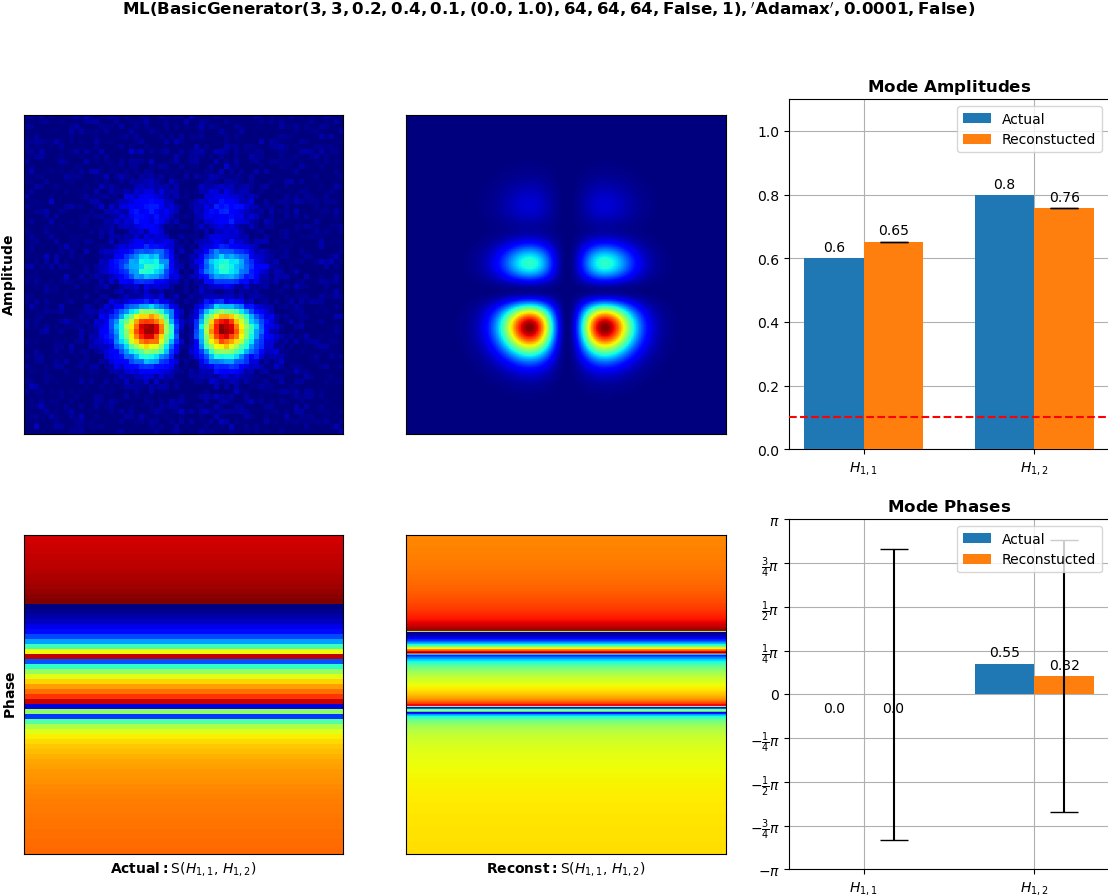 ML(BasicGenerator(3, 3, 0.2, 0.4, 0.1, (0.0, 1.0), 64, 64, 64, False, 1), ′Adamax′, 0.0001, False)
Amplitude
Mode Amplitudes
Actual
Reconstucted
1.0
0.8
0.6
0.4
0.2
0.0
0.6
0.65
0.8
0.76
H1, 1
H1, 2
Phase
Actual: S(H1, 1, H1, 2)
Reconst: S(H1, 1, H1, 2)
Mode Phases
Actual
Reconstucted
π
3/4π
1/2π
1/4π
0
−1/4π
−1/2π
−3/4π
−π
0.0
0.0
0.55
0.32
H1, 1
H1, 2